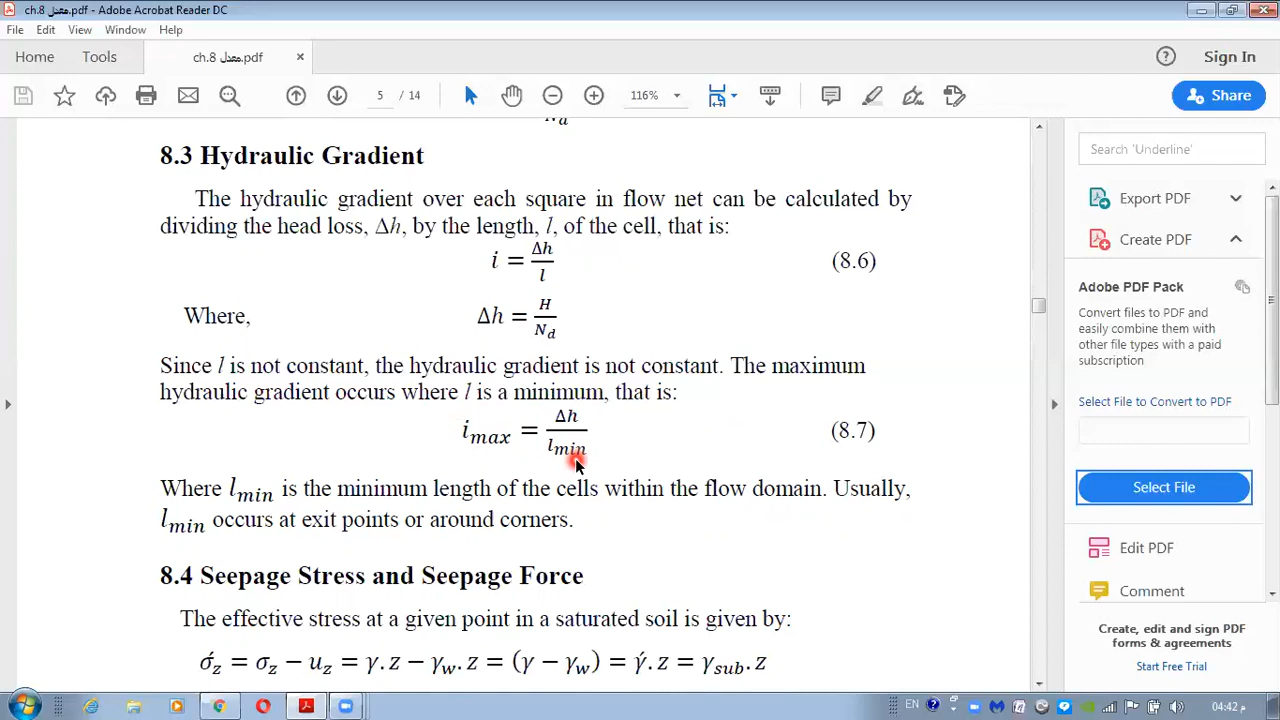 ch.8 معدل.pdf - Adobe Acrobat Reader DC
File Edit View Window Help
Home Tools ch.8 معدل.pdf × Sign In
5 / 14 116% Share
N_d
8.3 Hydraulic Gradient
The hydraulic gradient over each square in flow net can be calculated by
dividing the head loss, Δh, by the length, l, of the cell, that is:
i = Δh/l (8.6)
Where, Δh = H/N_d
Since l is not constant, the hydraulic gradient is not constant. The maximum
hydraulic gradient occurs where l is a minimum, that is:
i_max = Δh/l_min (8.7)
Where l_min is the minimum length of the cells within the flow domain. Usually,
l_min occurs at exit points or around corners.
8.4 Seepage Stress and Seepage Force
The effective stress at a given point in a saturated soil is given by:
σ́_z = σ_z − u_z = γ.z − γ_w.z = (γ − γ_w) = γ́.z = γ_sub.z
Search 'Underline'
Export PDF
Create PDF
Adobe PDF Pack
Convert files to PDF and
easily combine them with
other file types with a paid
subscription
Select File to Convert to PDF
Select File
Edit PDF
Comment
Create, edit and sign PDF
forms & agreements
Start Free Trial
EN 04:42 م